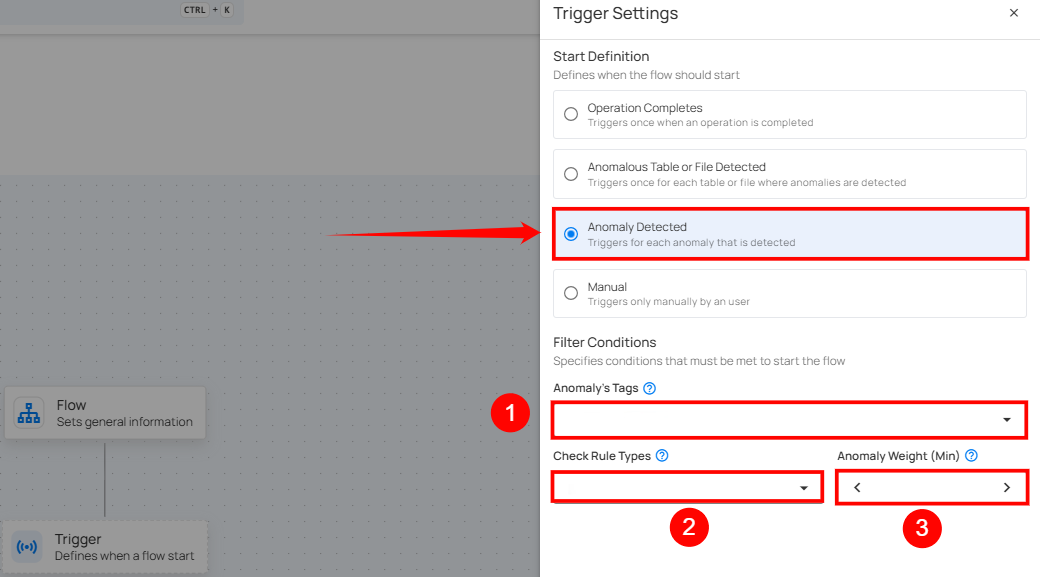 CTRL + K
Trigger Settings
Start Definition
Defines when the flow should start
Operation Completes
Triggers once when an operation is completed
Anomalous Table or File Detected
Triggers once for each table or file where anomalies are detected
Anomaly Detected
Triggers for each anomaly that is detected
Manual
Triggers only manually by an user
Filter Conditions
Specifies conditions that must be met to start the flow
Anomaly's Tags ?
1
Check Rule Types ?
Anomaly Weight (Min) ?
2
3
Flow
Sets general information
Trigger
Defines when a flow start